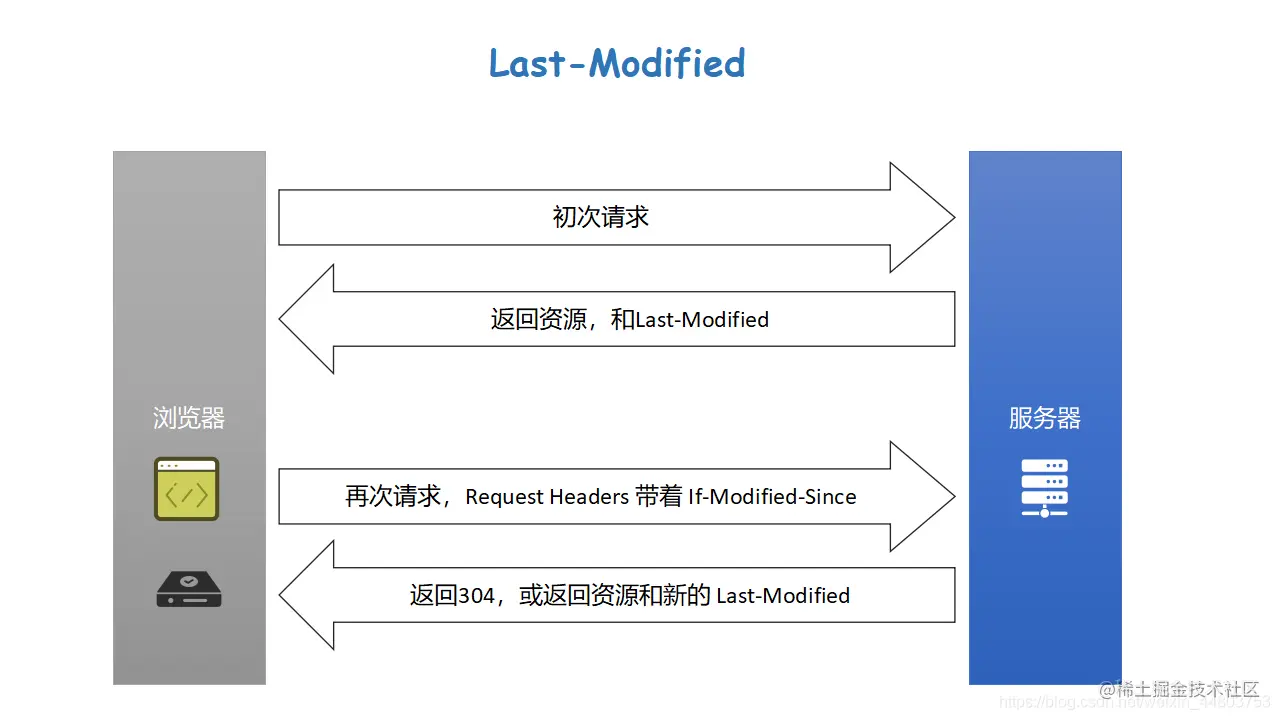 Last-Modified
初次请求
返回资源，和Last-Modified
浏览器
服务器
再次请求，Request Headers 带着 If-Modified-Since
返回304，或返回资源和新的 Last-Modified
@稀土掘金技术社区
https://blog.csdn.net/weixin_44803753